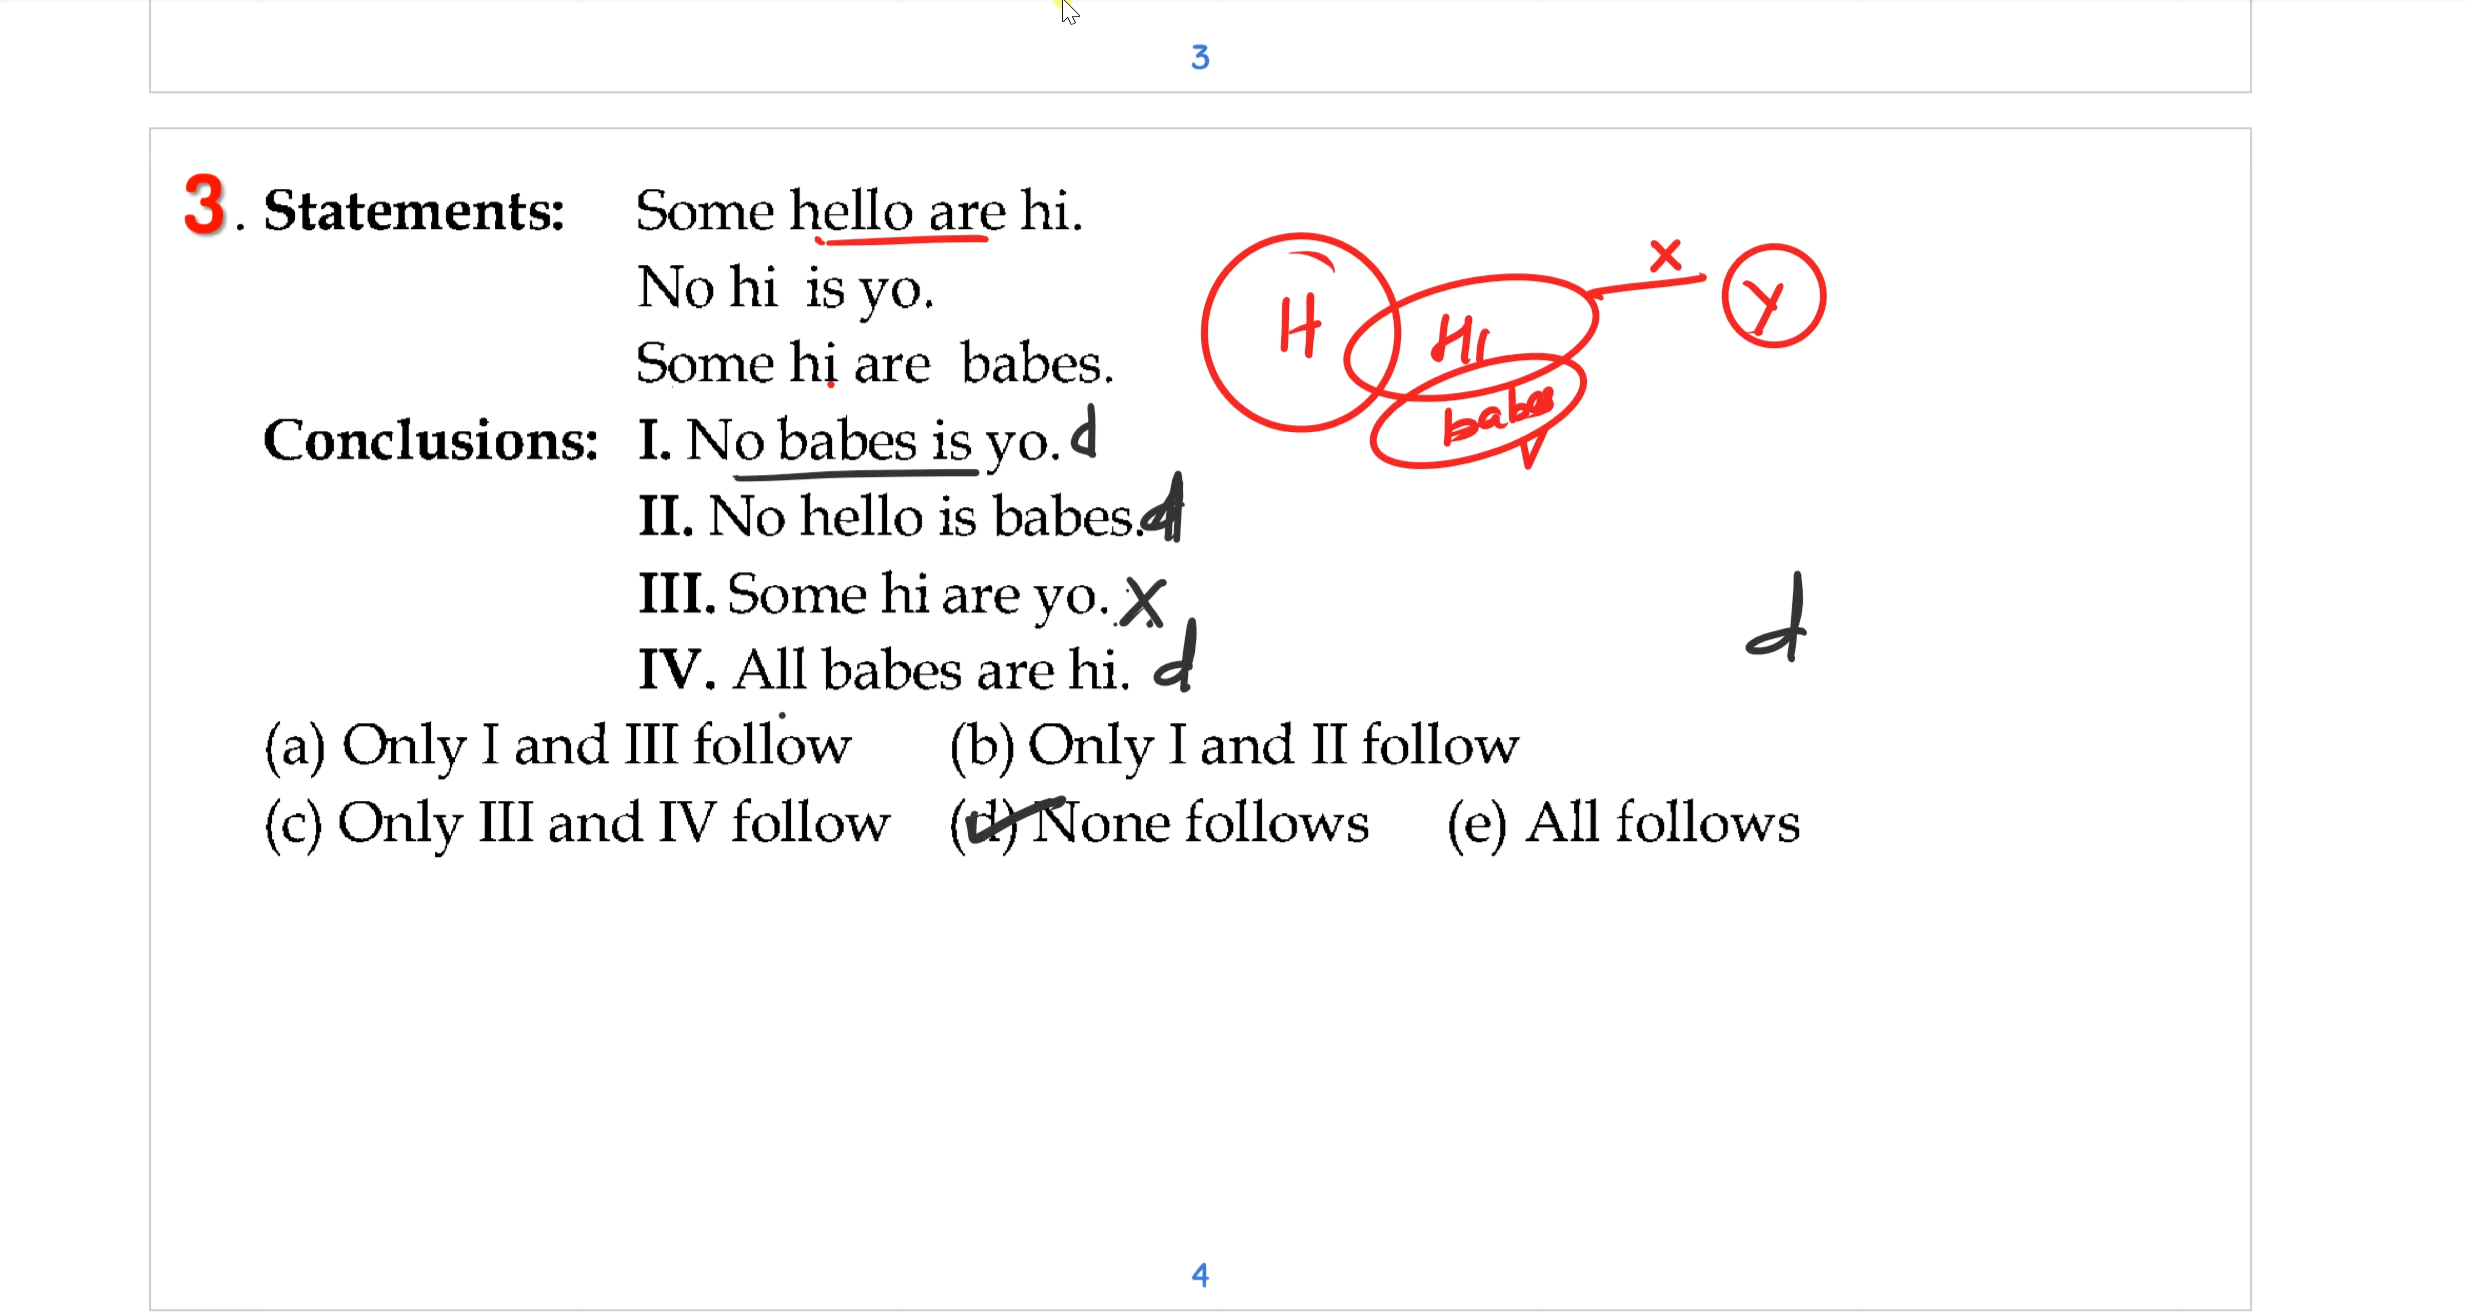 3
3. Statements: Some hello are hi.
No hi is yo.
Some hi are babes.
H Hi x Y
babes
Conclusions: I. No babes is yo. d
II. No hello is babes. d
III. Some hi are yo. x
IV. All babes are hi. d
d
(a) Only I and III follow (b) Only I and II follow
(c) Only III and IV follow (d) None follows (e) All follows
4